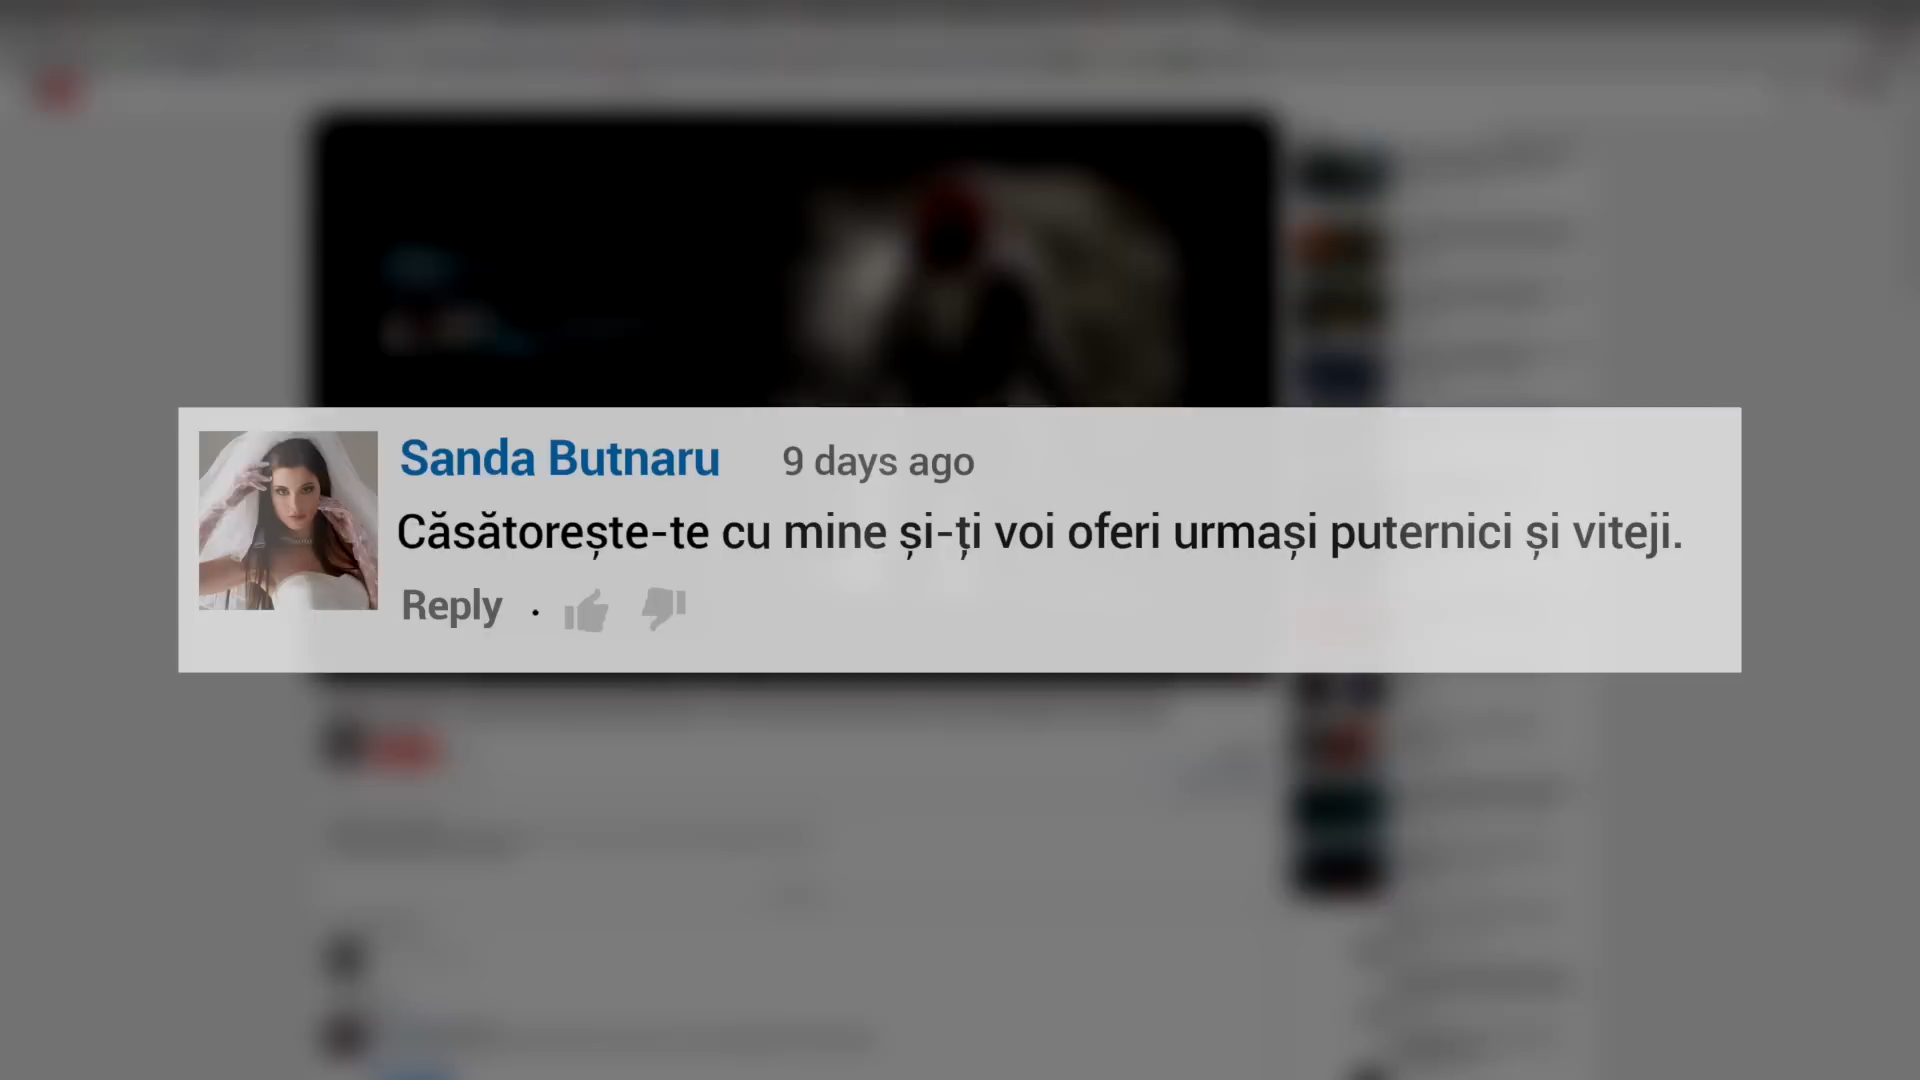 Sanda Butnaru 9 days ago
Căsătorește-te cu mine și-ți voi oferi urmași puternici și viteji.
Reply .